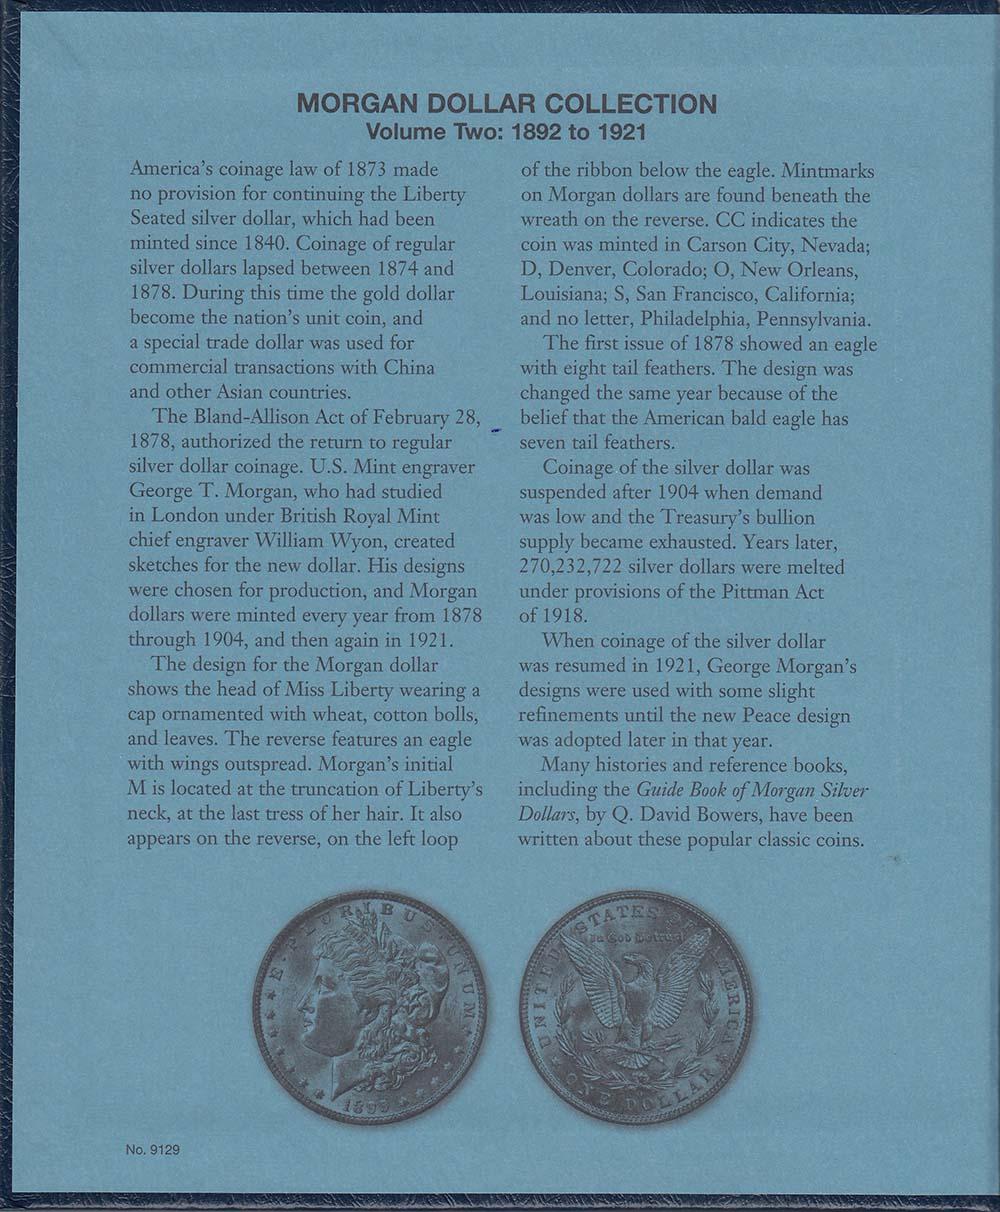 MORGAN DOLLAR COLLECTION
Volume Two: 1892 to 1921
America's coinage law of 1873 made
no provision for continuing the Liberty
Seated silver dollar, which had been
minted since 1840. Coinage of regular
silver dollars lapsed between 1874 and
1878. During this time the gold dollar
become the nation's unit coin, and
a special trade dollar was used for
commercial transactions with China
and other Asian countries.
The Bland-Allison Act of February 28,
1878, authorized the return to regular
silver dollar coinage. U.S. Mint engraver
George T. Morgan, who had studied
in London under British Royal Mint
chief engraver William Wyon, created
sketches for the new dollar. His designs
were chosen for production, and Morgan
dollars were minted every year from 1878
through 1904, and then again in 1921.
The design for the Morgan dollar
shows the head of Miss Liberty wearing a
cap ornamented with wheat, cotton bolls,
and leaves. The reverse features an eagle
with wings outspread. Morgan's initial
M is located at the truncation of Liberty's
neck, at the last tress of her hair. It also
appears on the reverse, on the left loop
of the ribbon below the eagle. Mintmarks
on Morgan dollars are found beneath the
wreath on the reverse. CC indicates the
coin was minted in Carson City, Nevada;
D, Denver, Colorado; O, New Orleans,
Louisiana; S, San Francisco, California;
and no letter, Philadelphia, Pennsylvania.
The first issue of 1878 showed an eagle
with eight tail feathers. The design was
changed the same year because of the
belief that the American bald eagle has
seven tail feathers.
Coinage of the silver dollar was
suspended after 1904 when demand
was low and the Treasury's bullion
supply became exhausted. Years later,
270,232,722 silver dollars were melted
under provisions of the Pittman Act
of 1918.
When coinage of the silver dollar
was resumed in 1921, George Morgan's
designs were used with some slight
refinements until the new Peace design
was adopted later in that year.
Many histories and reference books,
including the Guide Book of Morgan Silver
Dollars, by Q. David Bowers, have been
written about these popular classic coins.
E·PLURIBUS·UNUM
UNITED STATES OF AMERICA
In God We trust
ONE DOLLAR
No. 9129